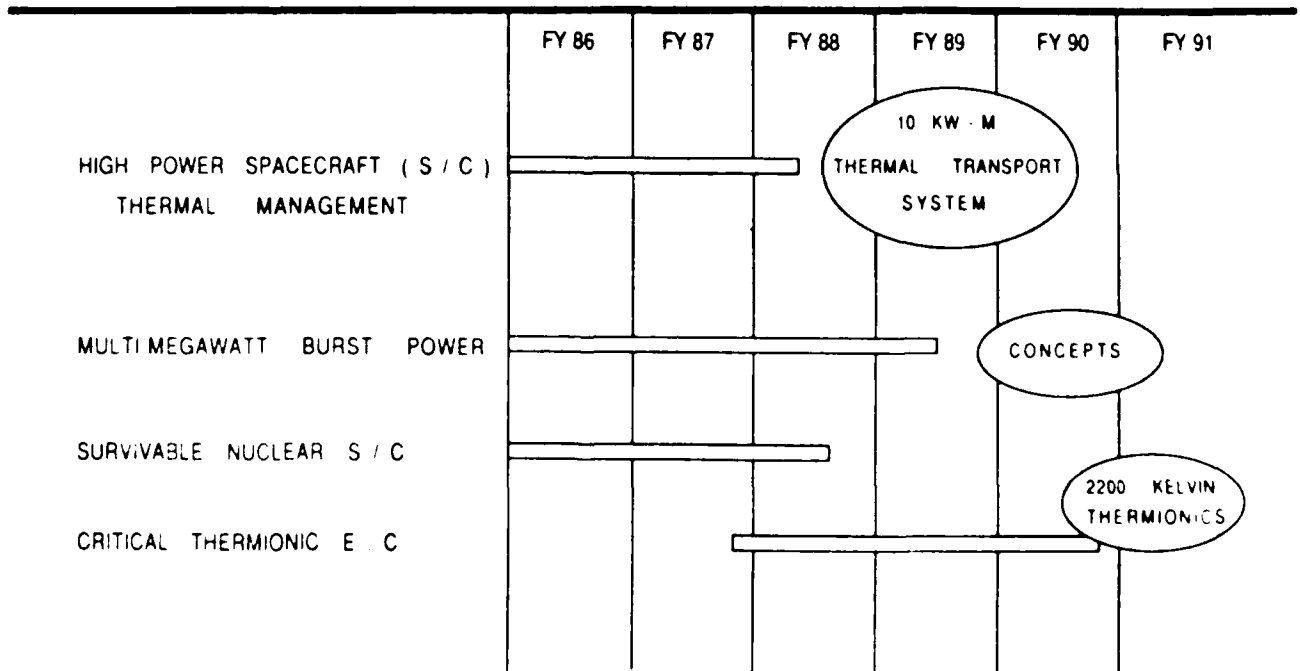 FY 86 FY 87 FY 88 FY 89 FY 90 FY 91
HIGH POWER SPACECRAFT ( S / C )
THERMAL MANAGEMENT
10 KW - M
THERMAL TRANSPORT
SYSTEM
MULTI MEGAWATT BURST POWER
CONCEPTS
SURVIVABLE NUCLEAR S / C
2200 KELVIN
THERMIONICS
CRITICAL THERMIONIC E . C